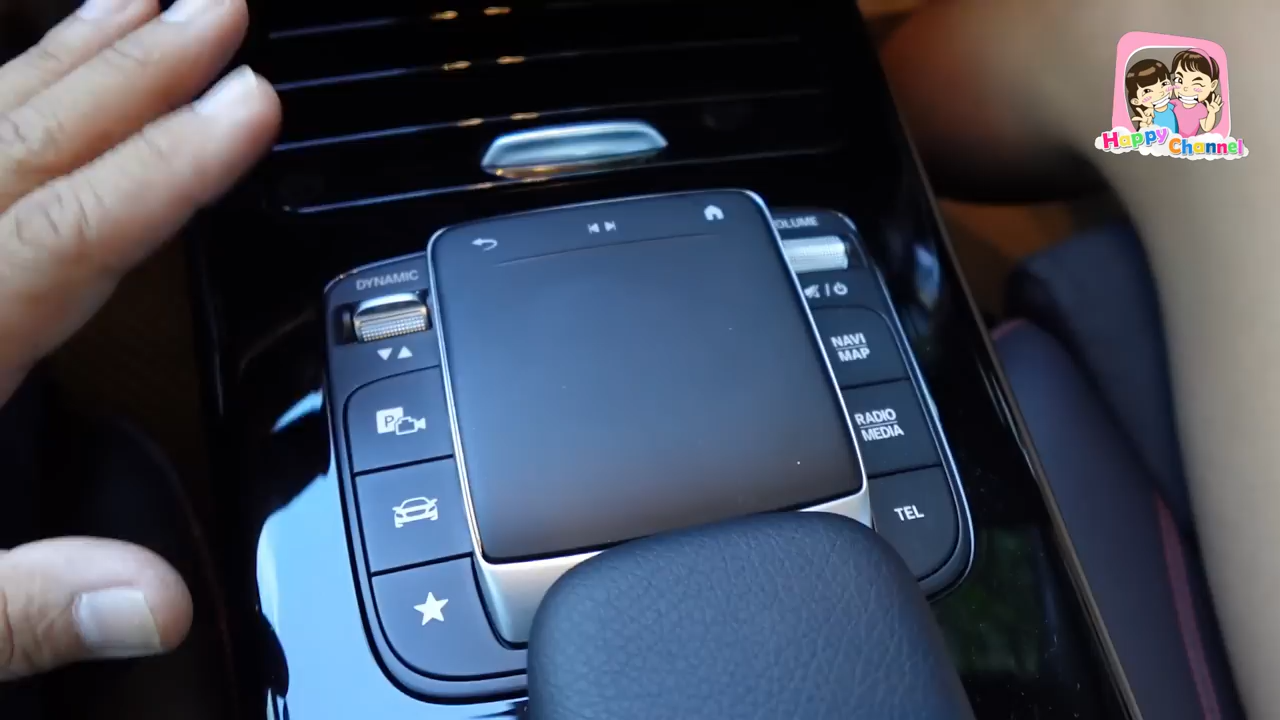 Happy Channel
VOLUME
DYNAMIC
NAVI
MAP
P
RADIO
MEDIA
TEL